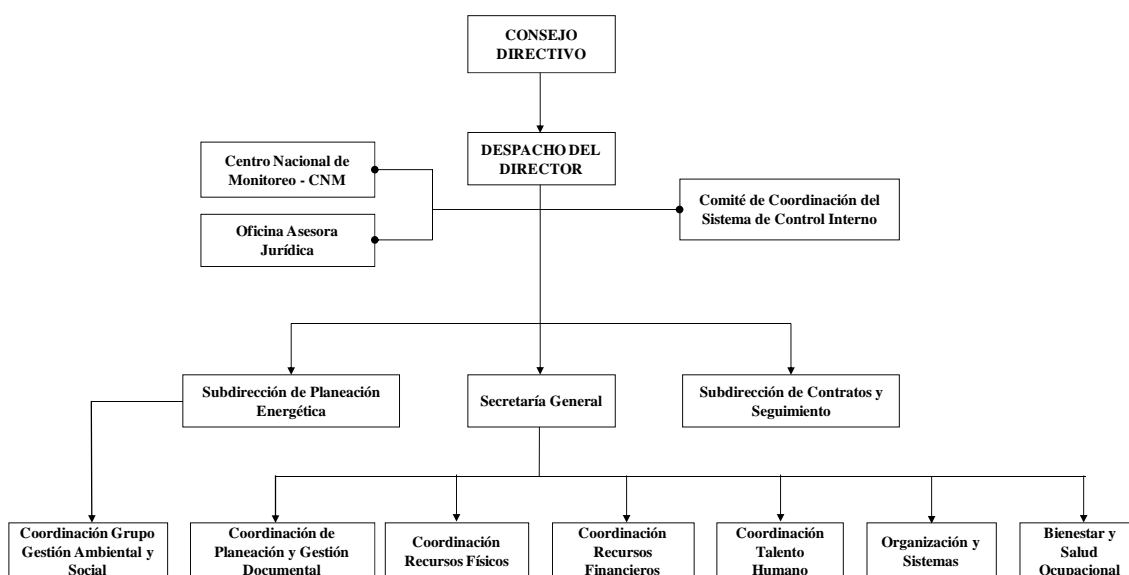 CONSEJO
DIRECTIVO
DESPACHO DEL
DIRECTOR
Centro Nacional de
Monitoreo - CNM
Comité de Coordinación del
Sistema de Control Interno
Oficina Asesora
Jurídica
Subdirección de Planeación
Energética
Secretaría General
Subdirección de Contratos y
Seguimiento
Coordinación Grupo
Gestión Ambiental y
Social
Coordinación de
Planeación y Gestión
Documental
Coordinación
Recursos Físicos
Coordinación
Recursos
Financieros
Coordinación
Talento
Humano
Organización y
Sistemas
Bienestar y
Salud
Ocupacional